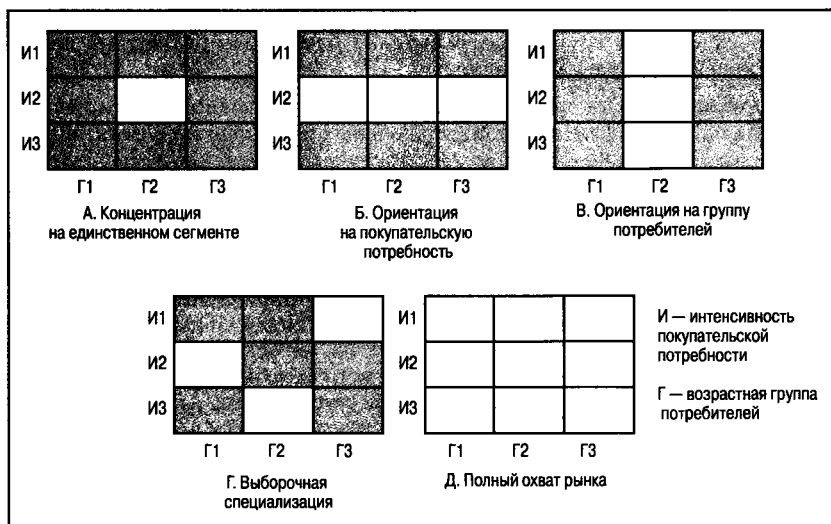 И1
И2
И3
Г1 Г2 Г3
А. Концентрация
на единственном сегменте
И1
И2
И3
Г1 Г2 Г3
Б. Ориентация
на покупательскую
потребность
И1
И2
И3
Г1 Г2 Г3
В. Ориентация на группу
потребителей
И1
И2
И3
Г1 Г2 Г3
Г. Выборочная
специализация
И1
И2
И3
Г1 Г2 Г3
Д. Полный охват рынка
И — интенсивность
покупательской
потребности
Г — возрастная группа
потребителей